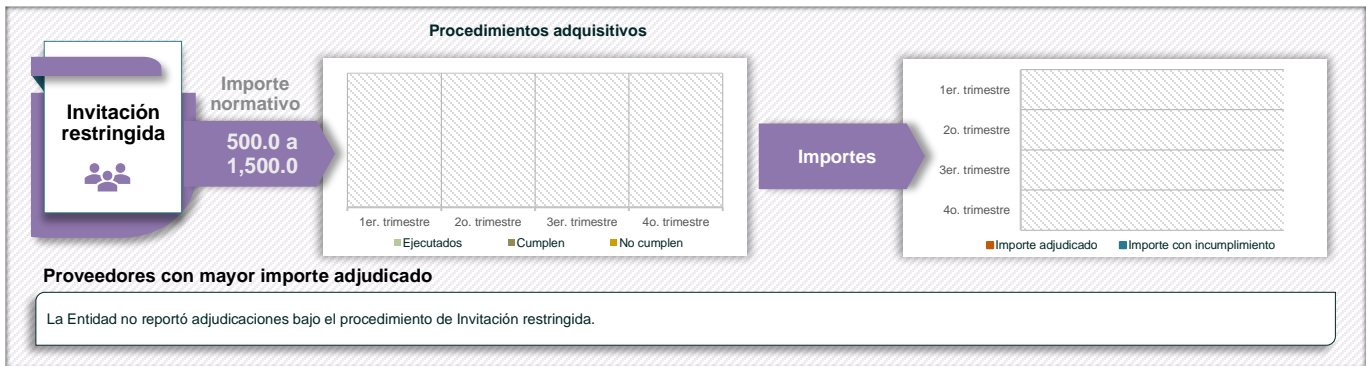 Procedimientos adquisitivos
Invitación
restringida
Importe
normativo
500.0 a
1,500.0
1er. trimestre 2o. trimestre 3er. trimestre 4o. trimestre
Ejecutados Cumplen No cumplen
Importes
1er. trimestre
2o. trimestre
3er. trimestre
4o. trimestre
Importe adjudicado Importe con incumplimiento
Proveedores con mayor importe adjudicado
La Entidad no reportó adjudicaciones bajo el procedimiento de Invitación restringida.